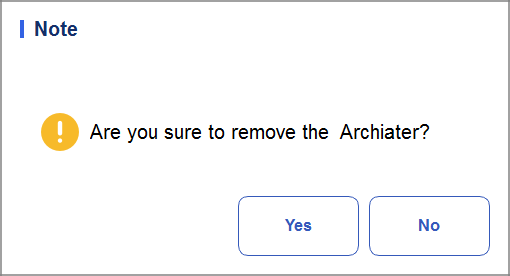 Note
Are you sure to remove the  Archiater?
Yes
No